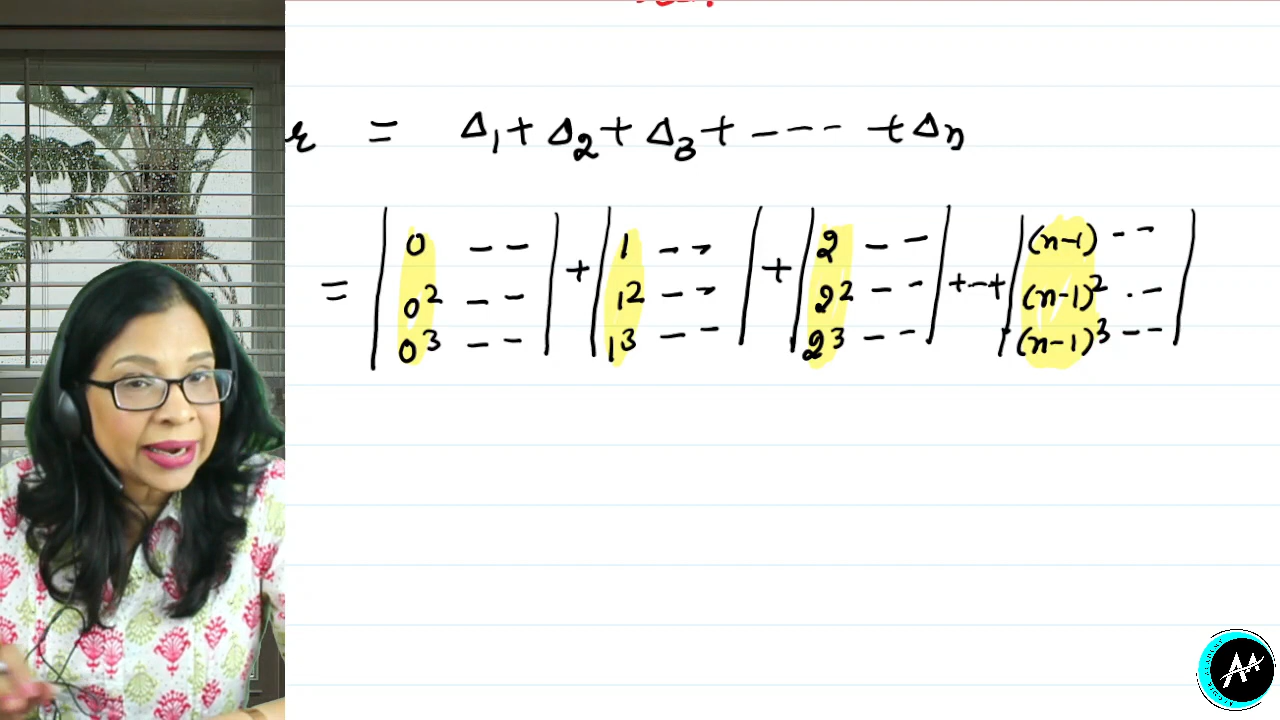 r = Δ₁ + Δ₂ + Δ₃ + ---- + Δn
= | 0 -- | + | 1 -- | + | 2 -- | + -- + | (n-1) -- |
| 0² -- | | 1² -- | | 2² -- | | (n-1)² -- |
| 0³ -- | | 1³ -- | | 2³ -- | | (n-1)³ -- |